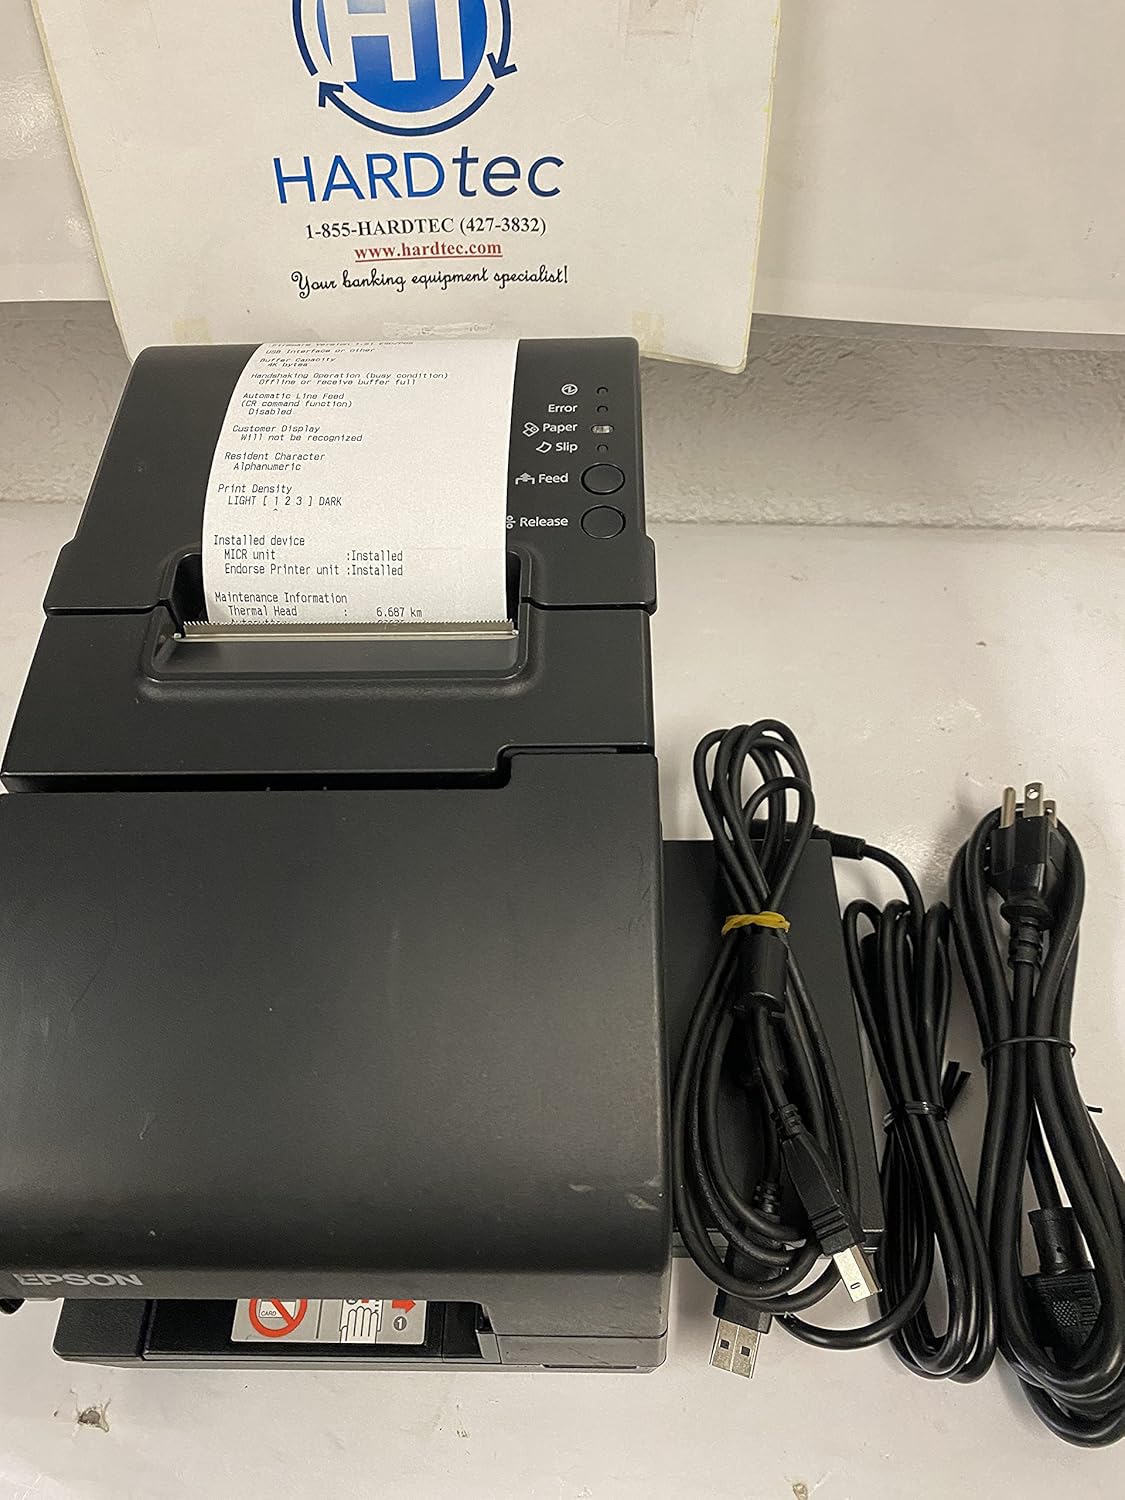 HT
HARDtec
1-855-HARDTEC (427-3832)
www.hardtec.com
Your banking equipment specialist!
Firmware Version
USB Interface or other
Buffer Capacity
4K bytes
Handshaking Operation (busy condition)
Offline or receive buffer full
Automatic Line Feed
(CR command function)
Disabled
Customer Display
Will not be recognized
Resident Character
Alphanumeric
Print Density
LIGHT [ 1 2 3 ] DARK
^
Installed device
MICR unit :Installed
Endorse Printer unit :Installed
Maintenance Information
Thermal Head : 6.687 km
Error
Paper
Slip
Feed
Release
EPSON
CARD
1